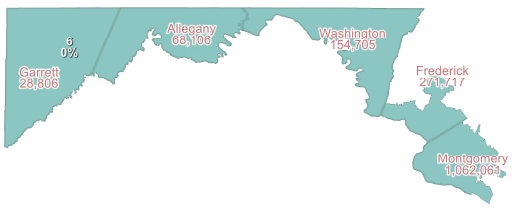 Allegany
68,106
Washington
154,705
6
0%
Garrett
28,806
Frederick
271,717
Montgomery
1,062,061